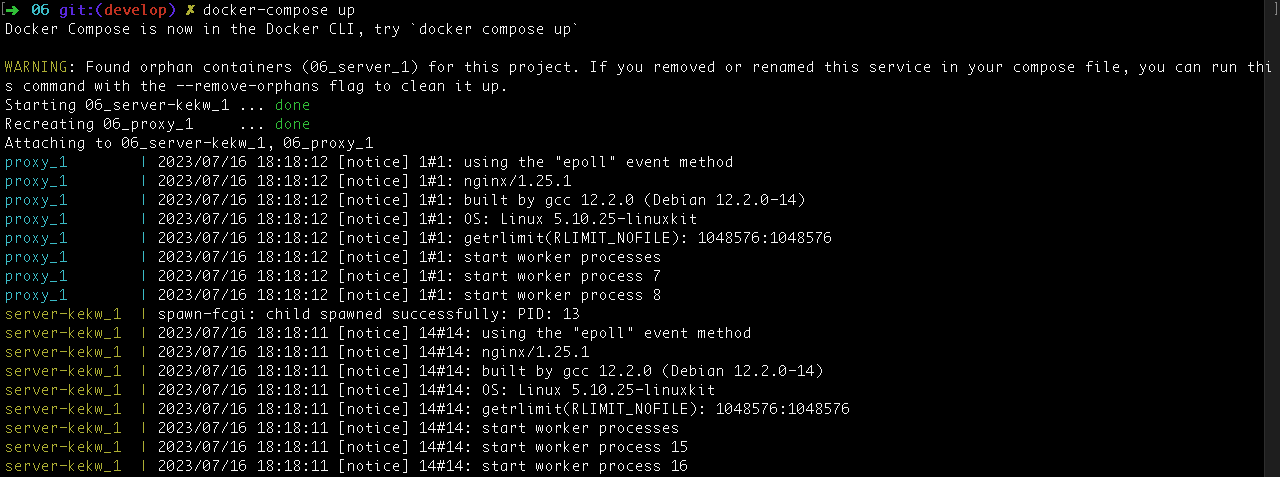 [➜  06 git:(develop) ✗ docker-compose up ]
Docker Compose is now in the Docker CLI, try `docker compose up`
WARNING: Found orphan containers (06_server_1) for this project. If you removed or renamed this service in your compose file, you can run thi
s command with the --remove-orphans flag to clean it up.
Starting 06_server-kekw_1 ... done
Recreating 06_proxy_1     ... done
Attaching to 06_server-kekw_1, 06_proxy_1
proxy_1        | 2023/07/16 18:18:12 [notice] 1#1: using the "epoll" event method
proxy_1        | 2023/07/16 18:18:12 [notice] 1#1: nginx/1.25.1
proxy_1        | 2023/07/16 18:18:12 [notice] 1#1: built by gcc 12.2.0 (Debian 12.2.0-14)
proxy_1        | 2023/07/16 18:18:12 [notice] 1#1: OS: Linux 5.10.25-linuxkit
proxy_1        | 2023/07/16 18:18:12 [notice] 1#1: getrlimit(RLIMIT_NOFILE): 1048576:1048576
proxy_1        | 2023/07/16 18:18:12 [notice] 1#1: start worker processes
proxy_1        | 2023/07/16 18:18:12 [notice] 1#1: start worker process 7
proxy_1        | 2023/07/16 18:18:12 [notice] 1#1: start worker process 8
server-kekw_1  | spawn-fcgi: child spawned successfully: PID: 13
server-kekw_1  | 2023/07/16 18:18:11 [notice] 14#14: using the "epoll" event method
server-kekw_1  | 2023/07/16 18:18:11 [notice] 14#14: nginx/1.25.1
server-kekw_1  | 2023/07/16 18:18:11 [notice] 14#14: built by gcc 12.2.0 (Debian 12.2.0-14)
server-kekw_1  | 2023/07/16 18:18:11 [notice] 14#14: OS: Linux 5.10.25-linuxkit
server-kekw_1  | 2023/07/16 18:18:11 [notice] 14#14: getrlimit(RLIMIT_NOFILE): 1048576:1048576
server-kekw_1  | 2023/07/16 18:18:11 [notice] 14#14: start worker processes
server-kekw_1  | 2023/07/16 18:18:11 [notice] 14#14: start worker process 15
server-kekw_1  | 2023/07/16 18:18:11 [notice] 14#14: start worker process 16